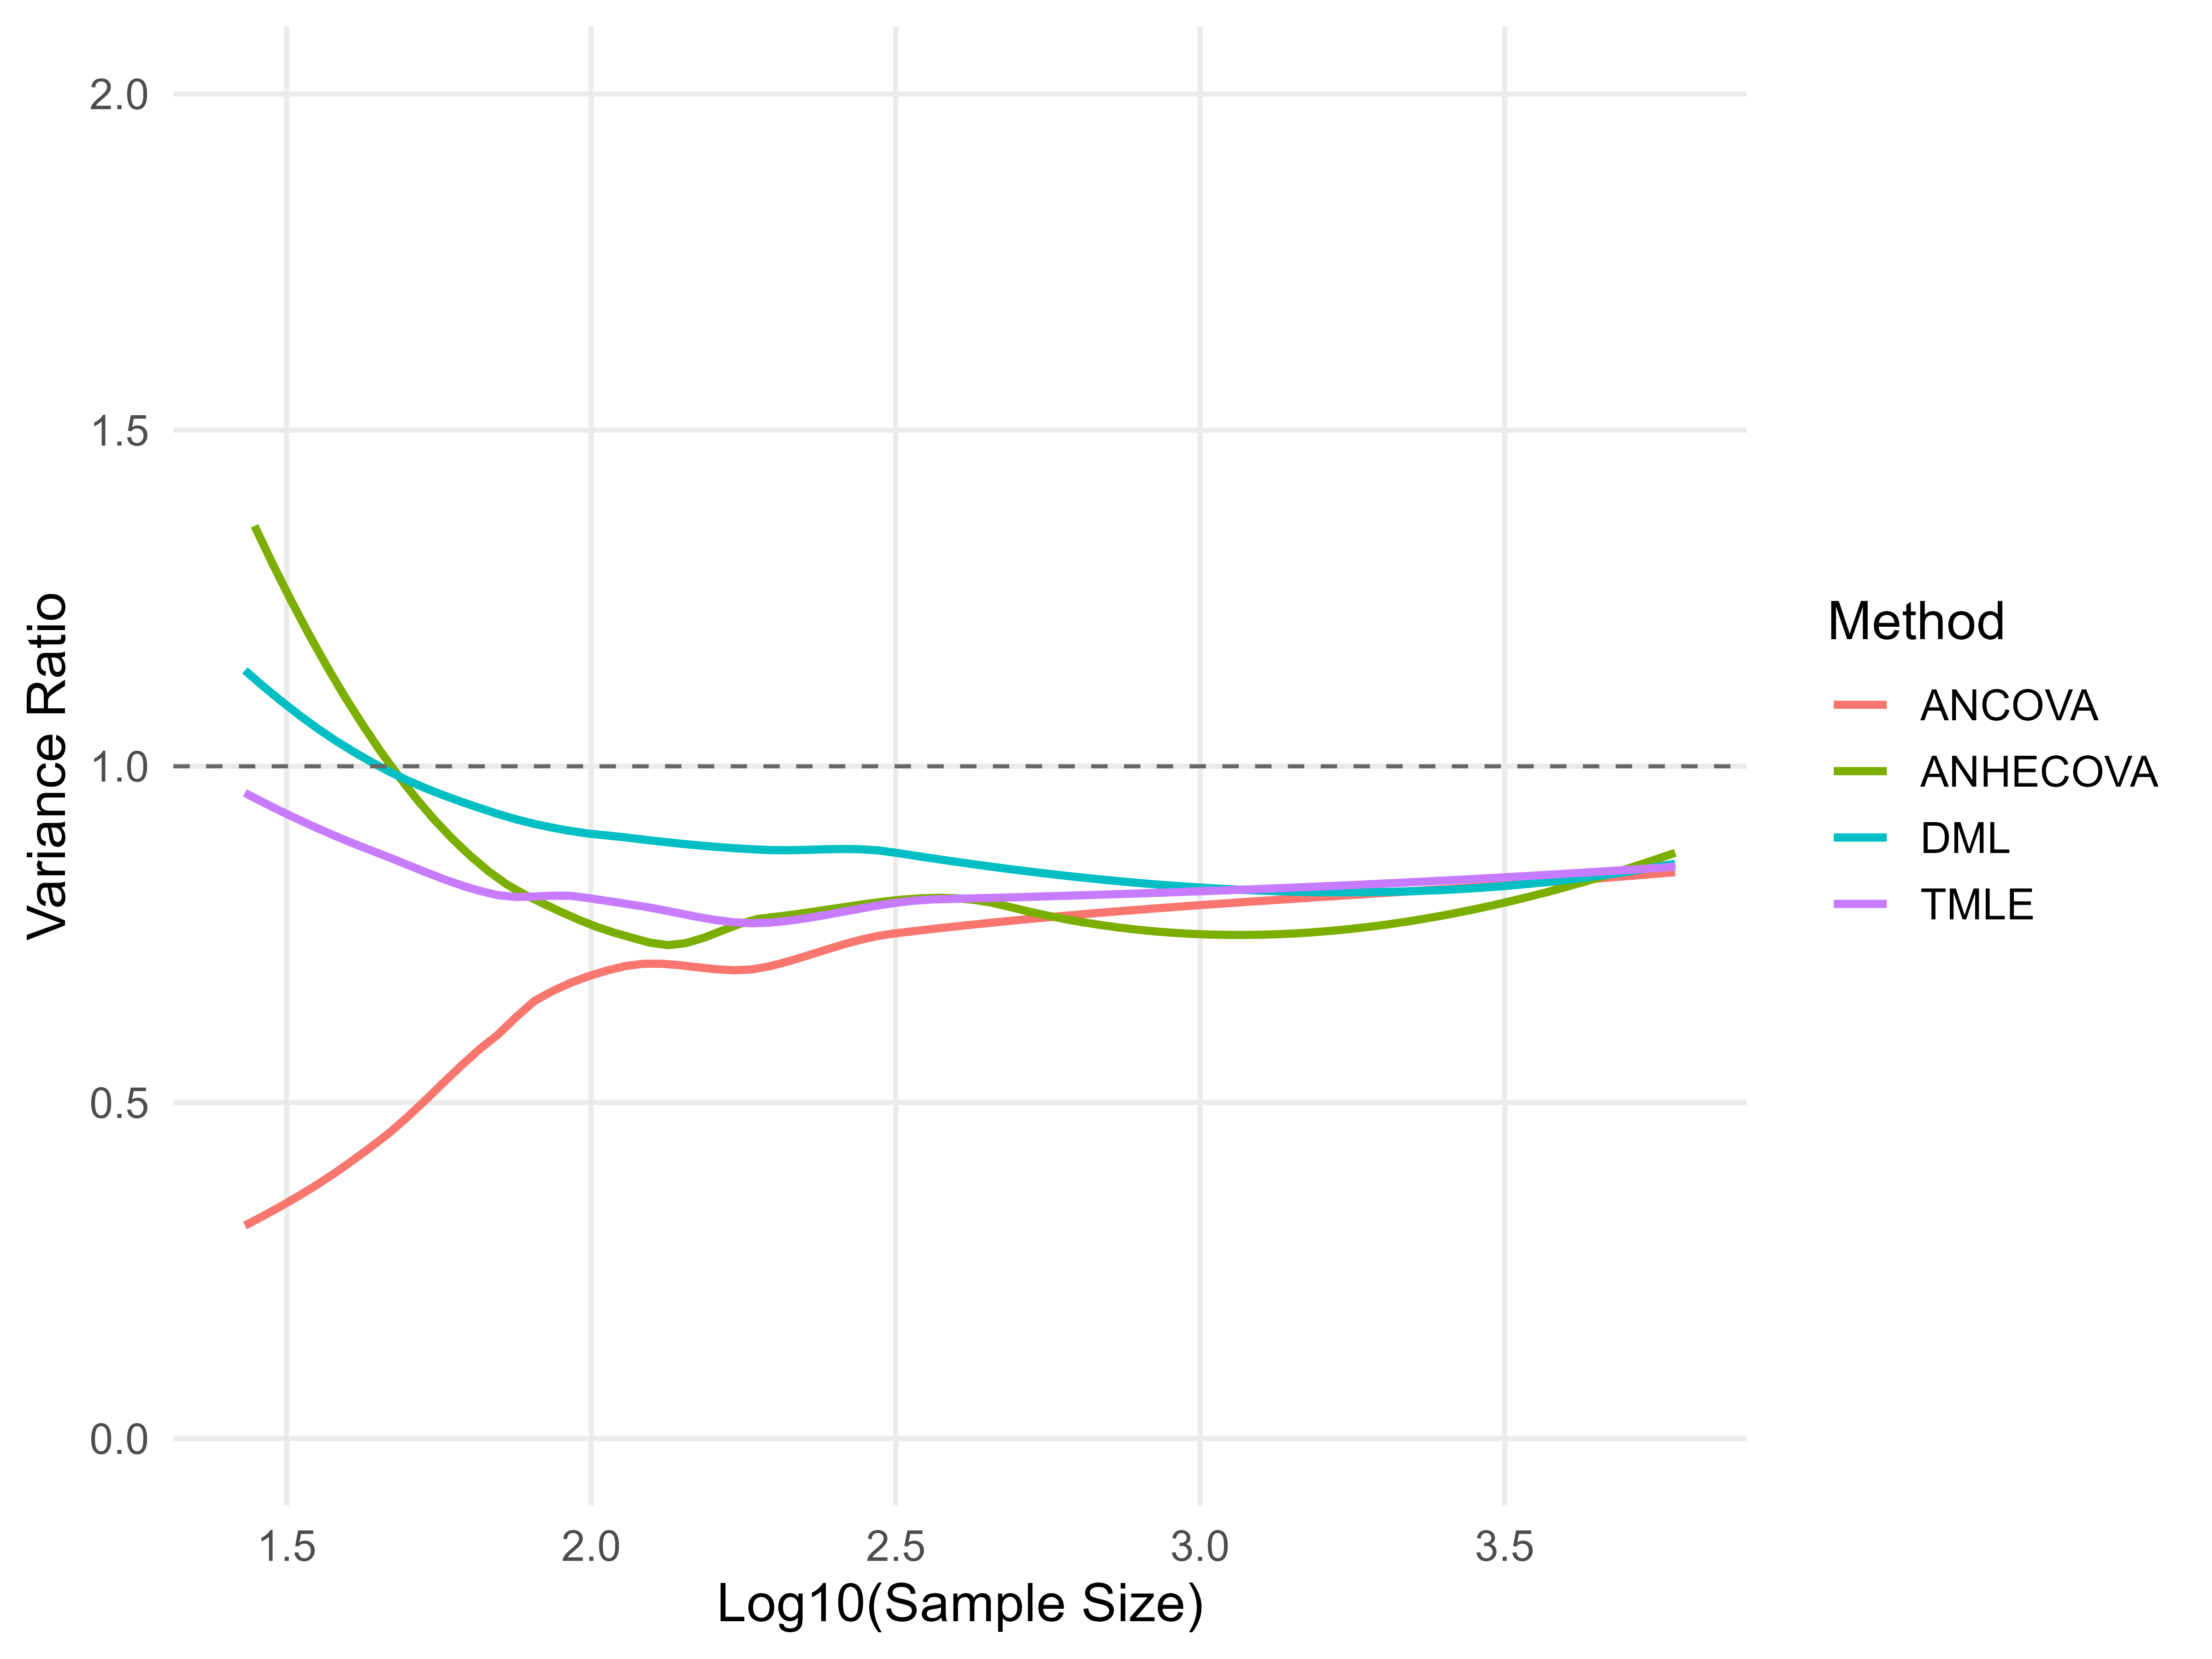 2.0
1.5
1.0
0.5
0.0
Variance Ratio
1.5 2.0 2.5 3.0 3.5
Log10(Sample Size)
Method
ANCOVA
ANHECOVA
DML
TMLE